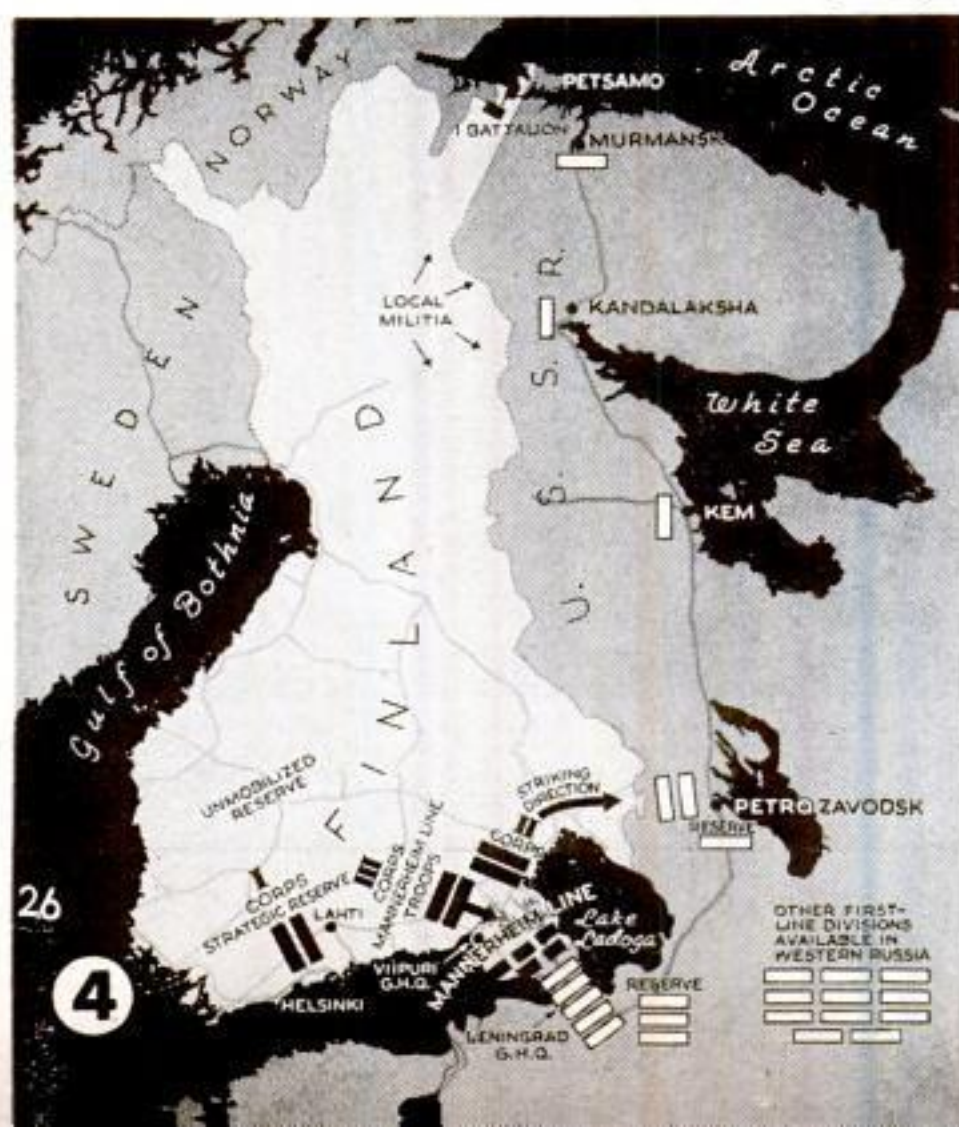 Arctic
Ocean
PETSAMO
NORWAY
1 BATTALION
MURMANSK
LOCAL
MILITIA
KANDALAKSHA
SWEDEN
U. S. S. R.
White
Sea
FINLAND
KEM
Gulf of Bothnia
UNMOBILIZED
RESERVE
STRIKING
DIRECTION
PETROZAVODSK
RESERVE
CORPS
I
CORPS
STRATEGIC RESERVE
III
CORPS
MANNERHEIM LINE
TROOPS
II
26
LAHTI
MANNERHEIM LINE
Lake
Ladoga
OTHER FIRST-
LINE DIVISIONS
AVAILABLE IN
WESTERN RUSSIA
VIIPURI
G.H.Q.
4
HELSINKI
RESERVE
LENINGRAD
G.H.Q.